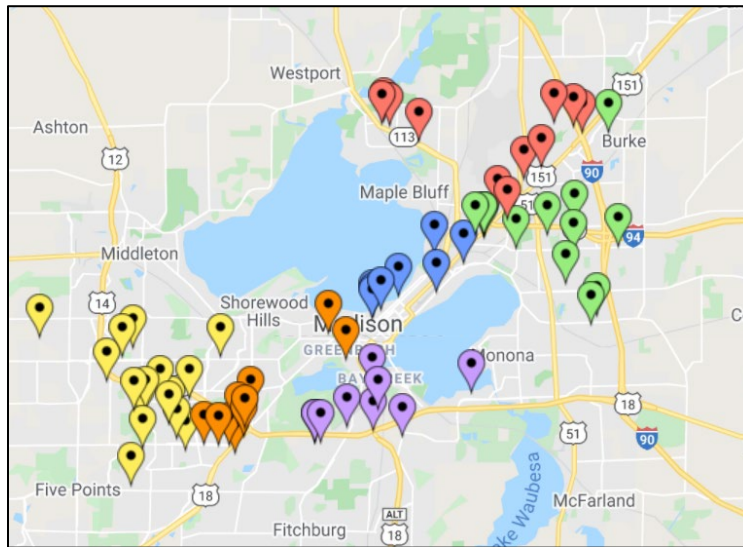 Westport
151
Ashton
113
Burke
12
151
90
Maple Bluff
51
94
Middleton
14
Shorewood
Hills
Madison
GREENBUSH
BAY CREEK
Monona
18
51
90
Five Points
18
McFarland
ALT
18
Fitchburg
Lake Waubesa